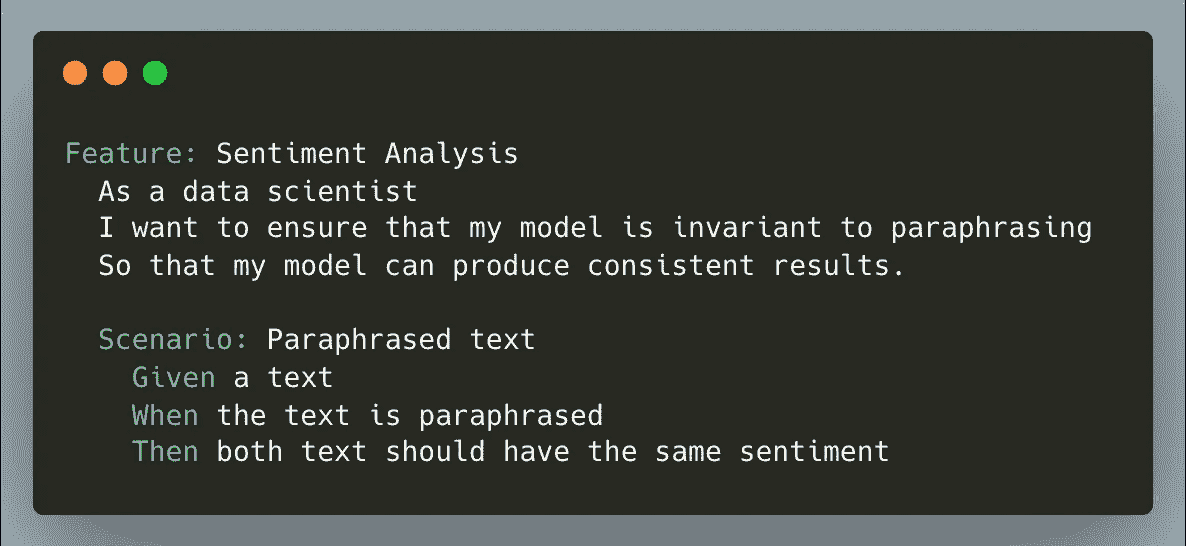 Feature: Sentiment Analysis
As a data scientist
I want to ensure that my model is invariant to paraphrasing
So that my model can produce consistent results.
Scenario: Paraphrased text
Given a text
When the text is paraphrased
Then both text should have the same sentiment